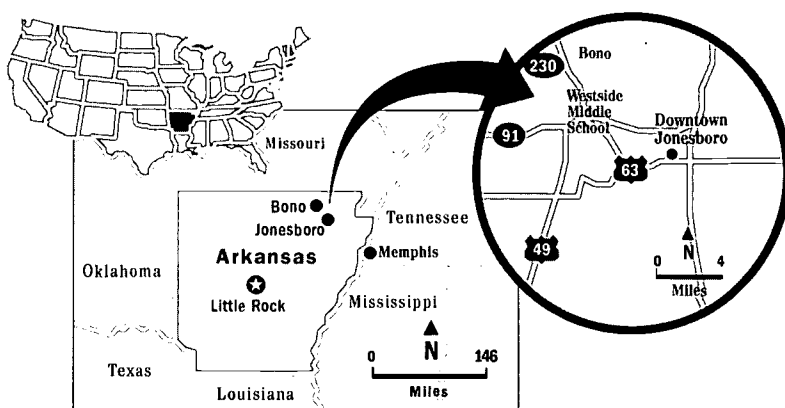 Missouri
Bono
Jonesboro
Tennessee
Arkansas
Memphis
Oklahoma
Little Rock
Mississippi
N
Texas
0 146
Miles
Louisiana
Bono
230
Westside
Middle
School
91
Downtown
Jonesboro
63
49
N
0 4
Miles